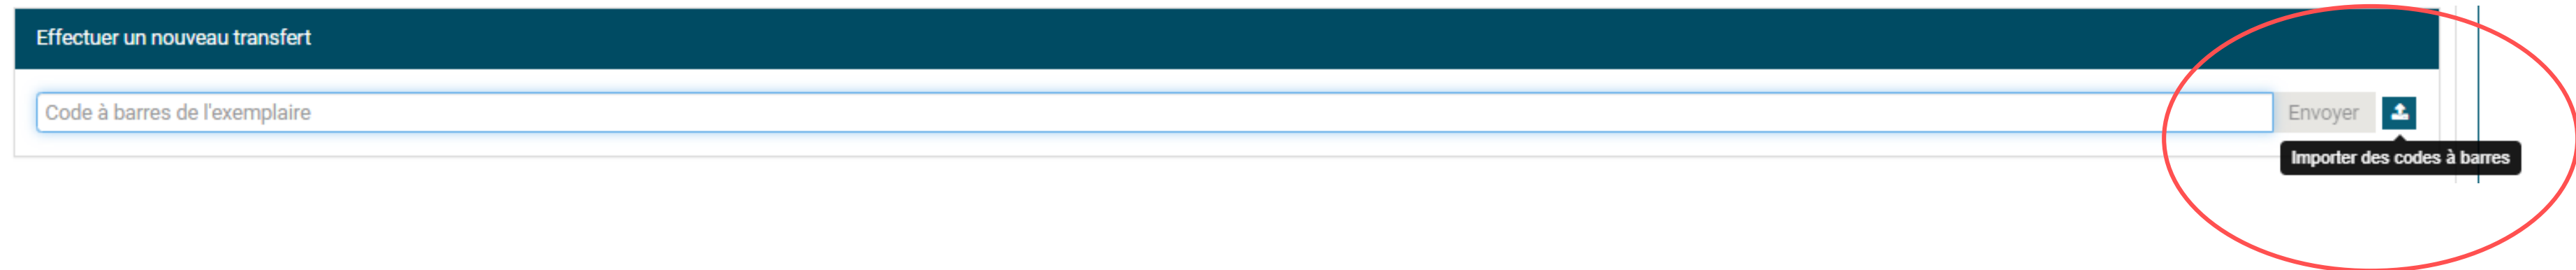 Effectuer un nouveau transfert
Code à barres de l'exemplaire
Envoyer
Importer des codes à barres